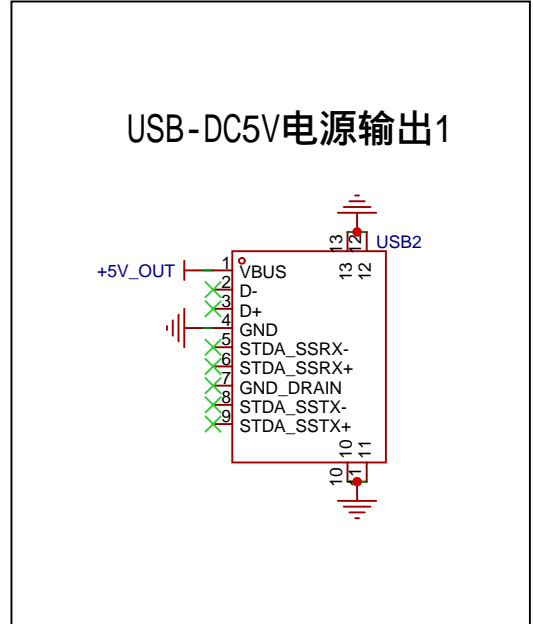 USB-DC5V电源输出1
13 12 USB2
13 12
+5V_OUT 1 VBUS
2 D-
3 D+
4 GND
5 STDA_SSRX-
6 STDA_SSRX+
7 GND_DRAIN
8 STDA_SSTX-
9 STDA_SSTX+
10 11
10 11